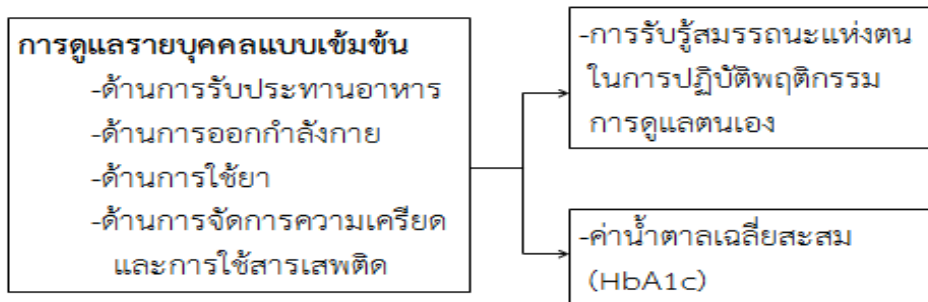 การดูแลรายบุคคลแบบเข้มข้น
-ด้านการรับประทานอาหาร
-ด้านการออกกำลังกาย
-ด้านการใช้ยา
-ด้านการจัดการความเครียด
และการใช้สารเสพติด
-การรับรู้สมรรถนะแห่งตน
ในการปฏิบัติพฤติกรรม
การดูแลตนเอง
-ค่าน้ำตาลเฉลี่ยสะสม
(HbA1c)